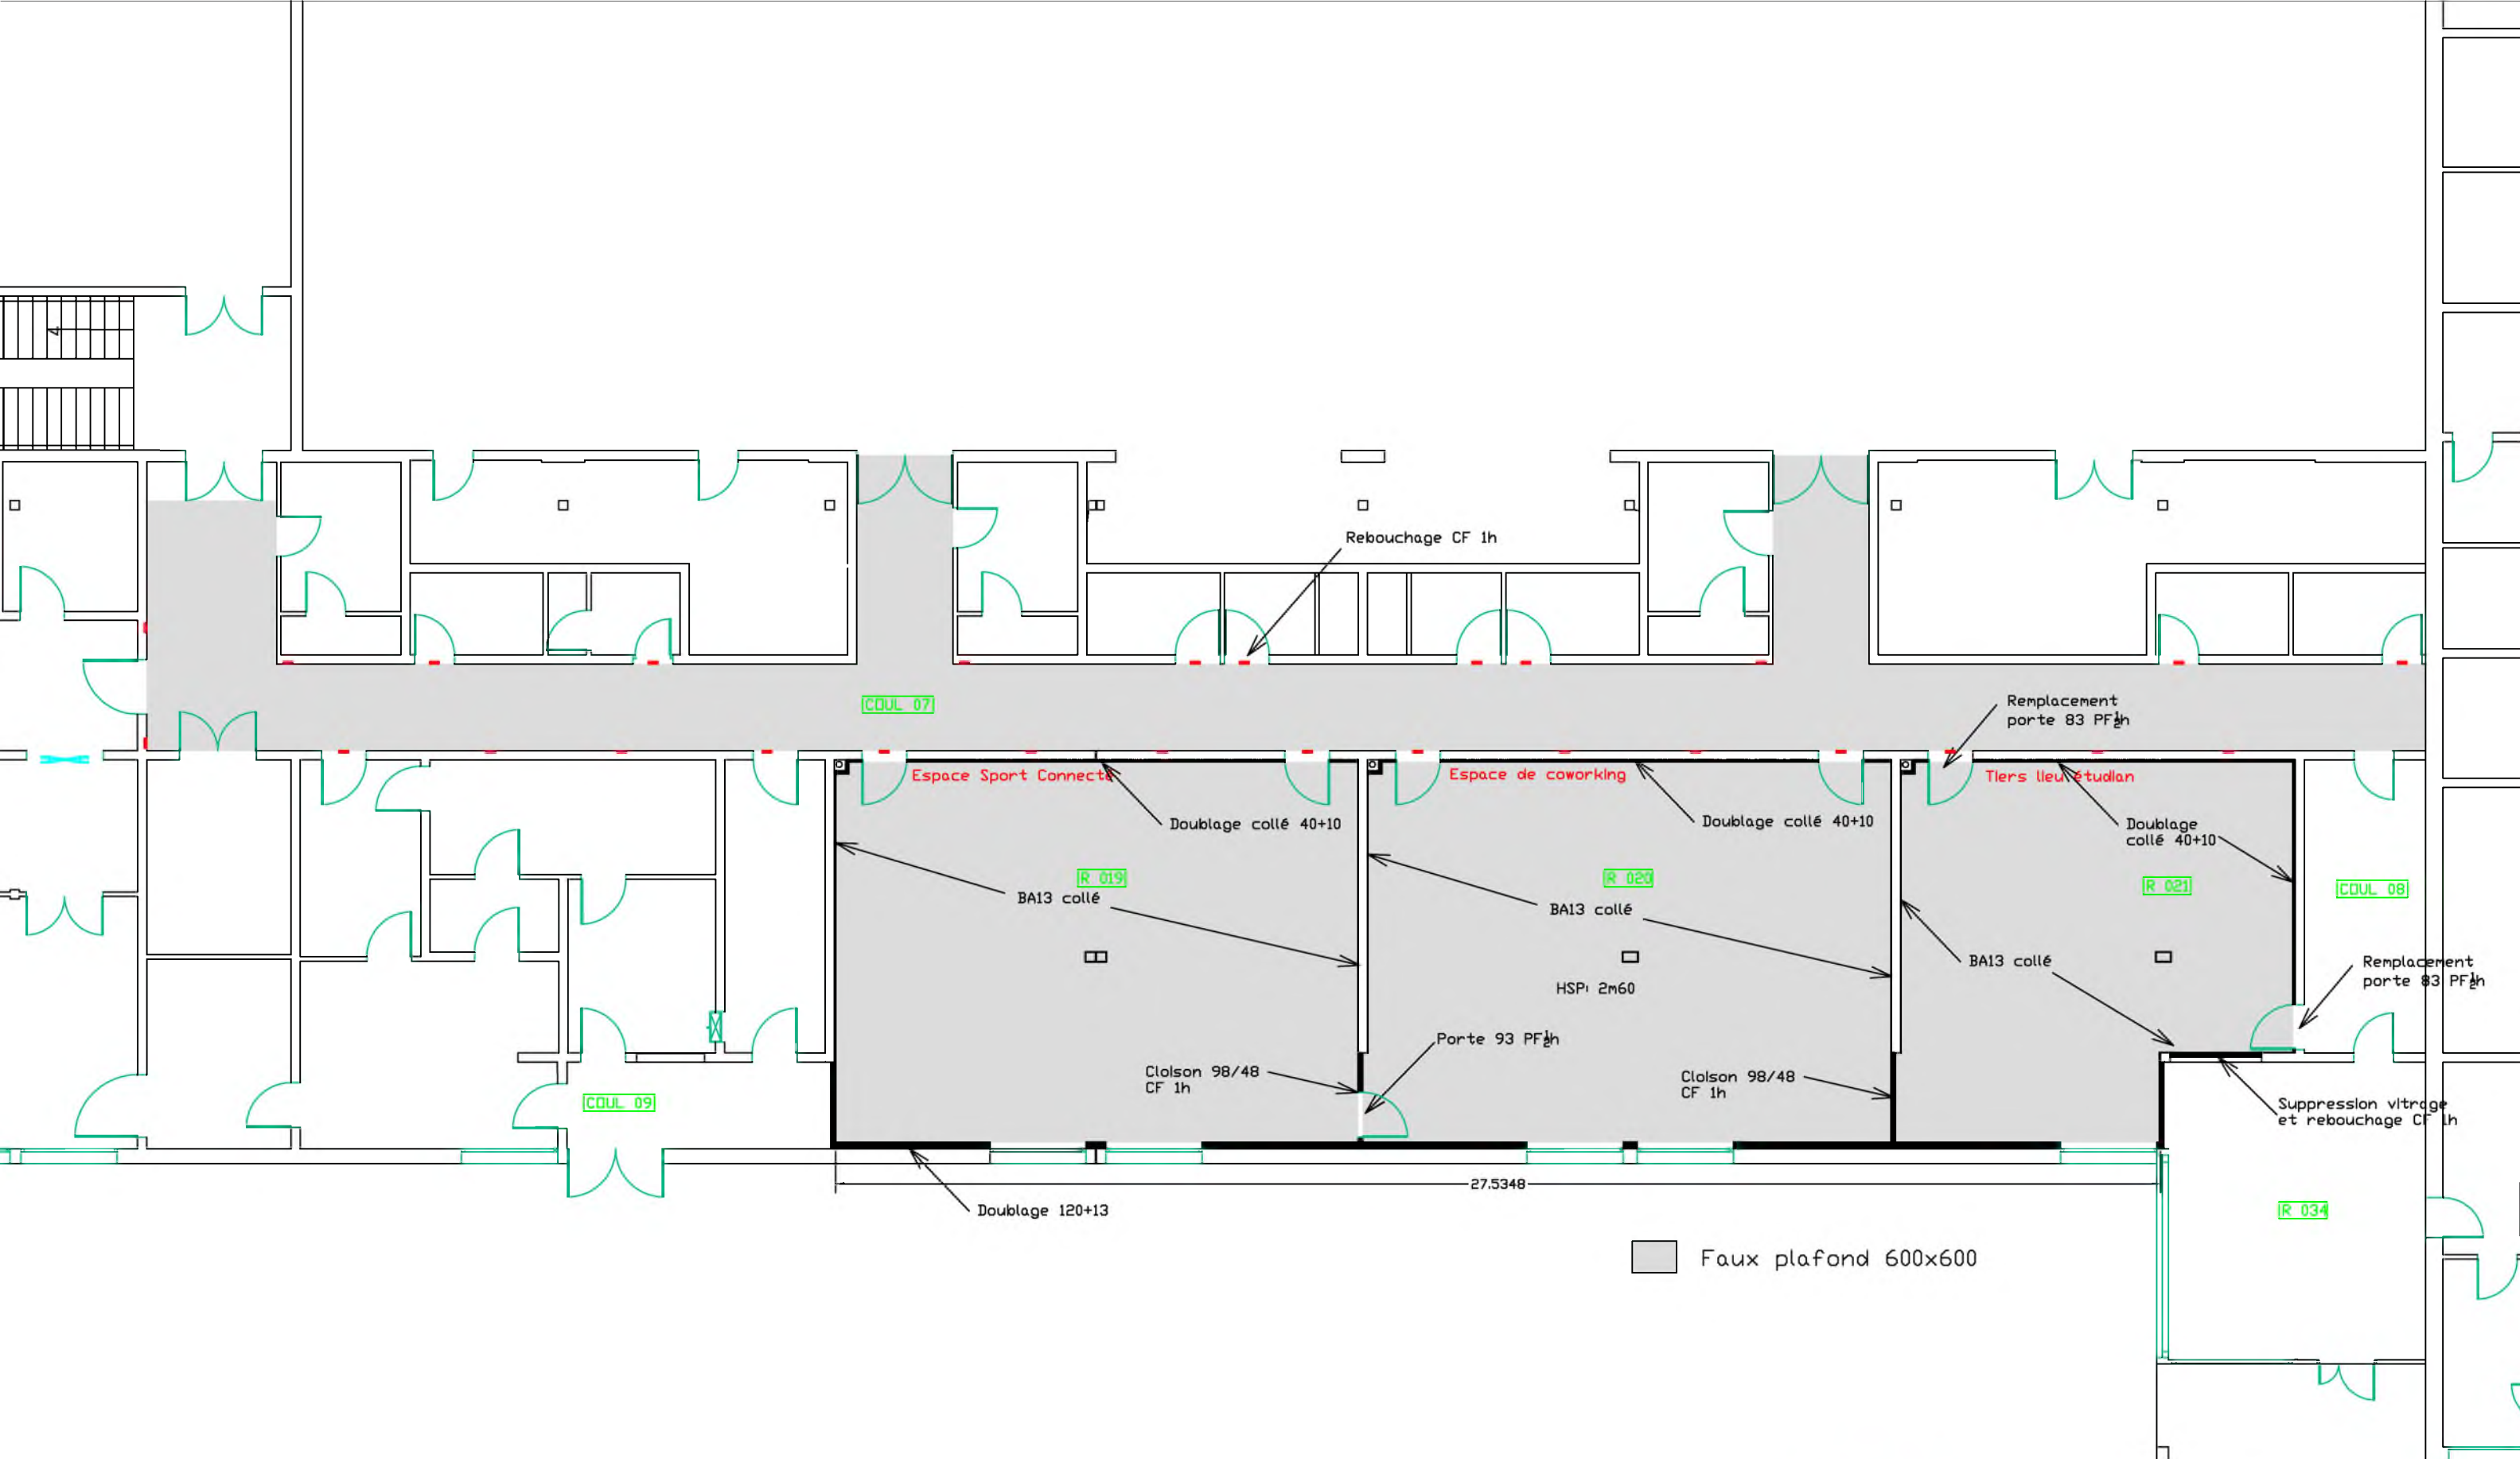 4
Rebouchage CF 1h
COUL 07
Remplacement
porte 83 PF½h
Espace Sport Connecté
Espace de coworking
Tiers lieu étudian
Doublage collé 40+10
Doublage collé 40+10
Doublage
collé 40+10
R 019
R 020
R 021
COUL 08
BA13 collé
BA13 collé
BA13 collé
Remplacement
porte 83 PF½h
HSP: 2m60
Porte 93 PF½h
Cloison 98/48
CF 1h
Cloison 98/48
CF 1h
COUL 09
Suppression vitrage
et rebouchage CF 1h
27.5348
Doublage 120+13
R 034
Faux plafond 600x600